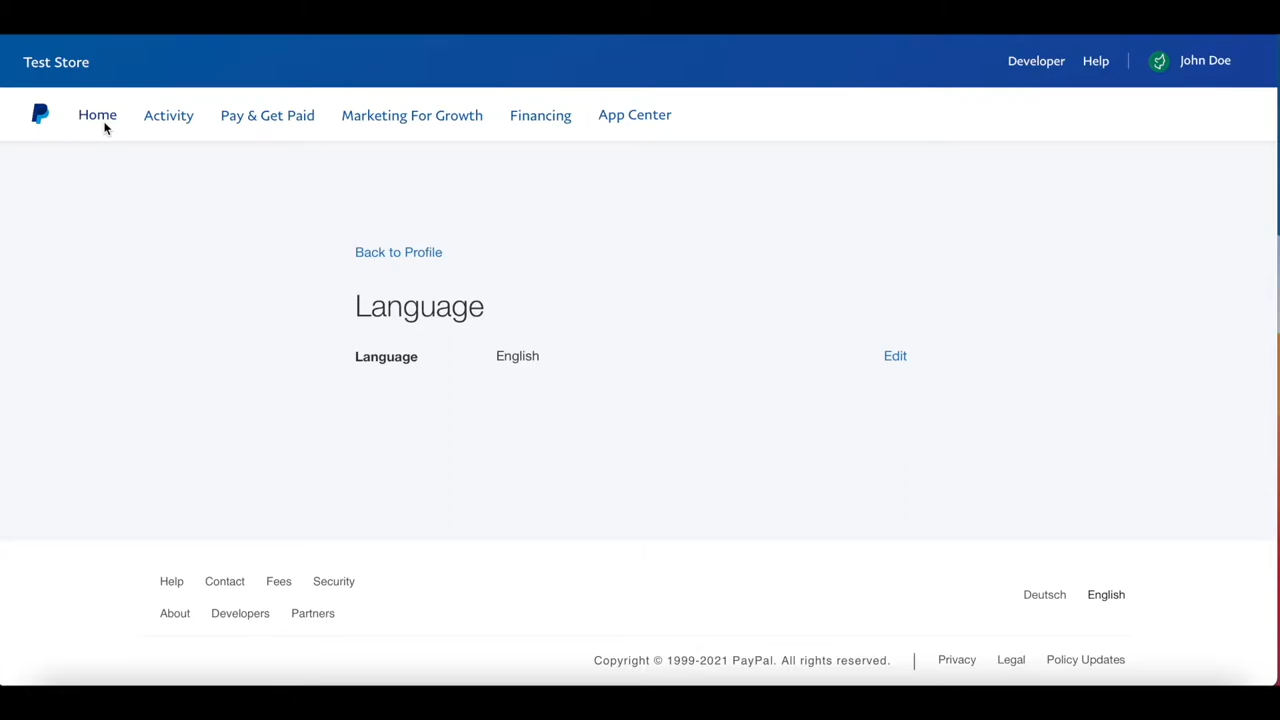 Test Store Developer Help John Doe
Home Activity Pay & Get Paid Marketing For Growth Financing App Center
Back to Profile
Language
Language English Edit
Help Contact Fees Security
Deutsch English
About Developers Partners
Copyright © 1999-2021 PayPal. All rights reserved. | Privacy Legal Policy Updates